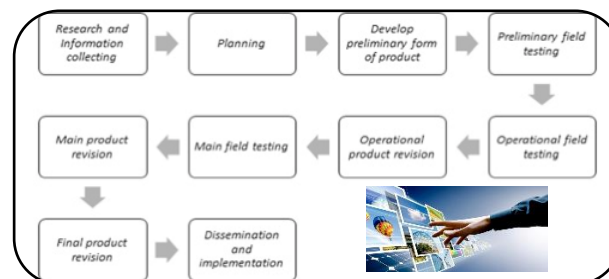 Research and
Information
collecting
Planning
Develop
preliminary form
of product
Preliminary field
testing
Operational field
testing
Operational
product revision
Main field testing
Main product
revision
Final product
revision
Dissemination
and
implementation